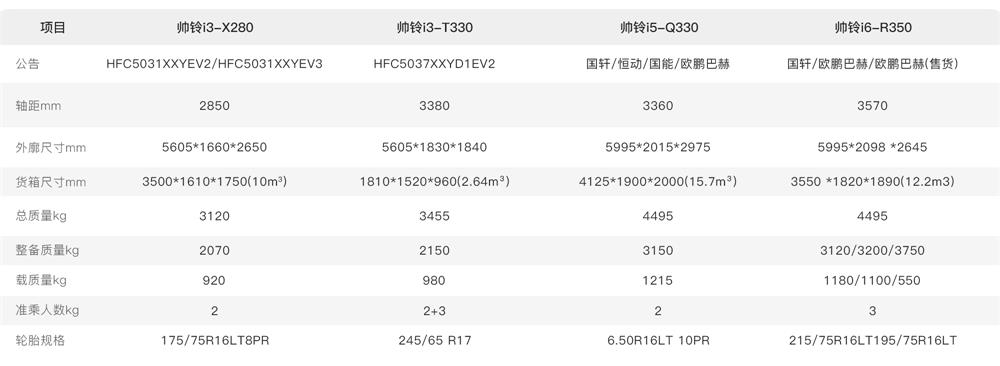 项目 帅铃i3-X280 帅铃i3-T330 帅铃i5-Q330 帅铃i6-R350
公告 HFC5031XXYEV2/HFC5031XXYEV3 HFC5037XXYD1EV2 国轩/恒动/国能/欧鹏巴赫 国轩/欧鹏巴赫/欧鹏巴赫(售货)
轴距mm 2850 3380 3360 3570
外廓尺寸mm 5605*1660*2650 5605*1830*1840 5995*2015*2975 5995*2098 *2645
货箱尺寸mm 3500*1610*1750(10m³) 1810*1520*960(2.64m³) 4125*1900*2000(15.7m³) 3550 *1820*1890(12.2m3)
总质量kg 3120 3455 4495 4495
整备质量kg 2070 2150 3150 3120/3200/3750
载质量kg 920 980 1215 1180/1100/550
准乘人数kg 2 2+3 2 3
轮胎规格 175/75R16LT8PR 245/65 R17 6.50R16LT 10PR 215/75R16LT195/75R16LT